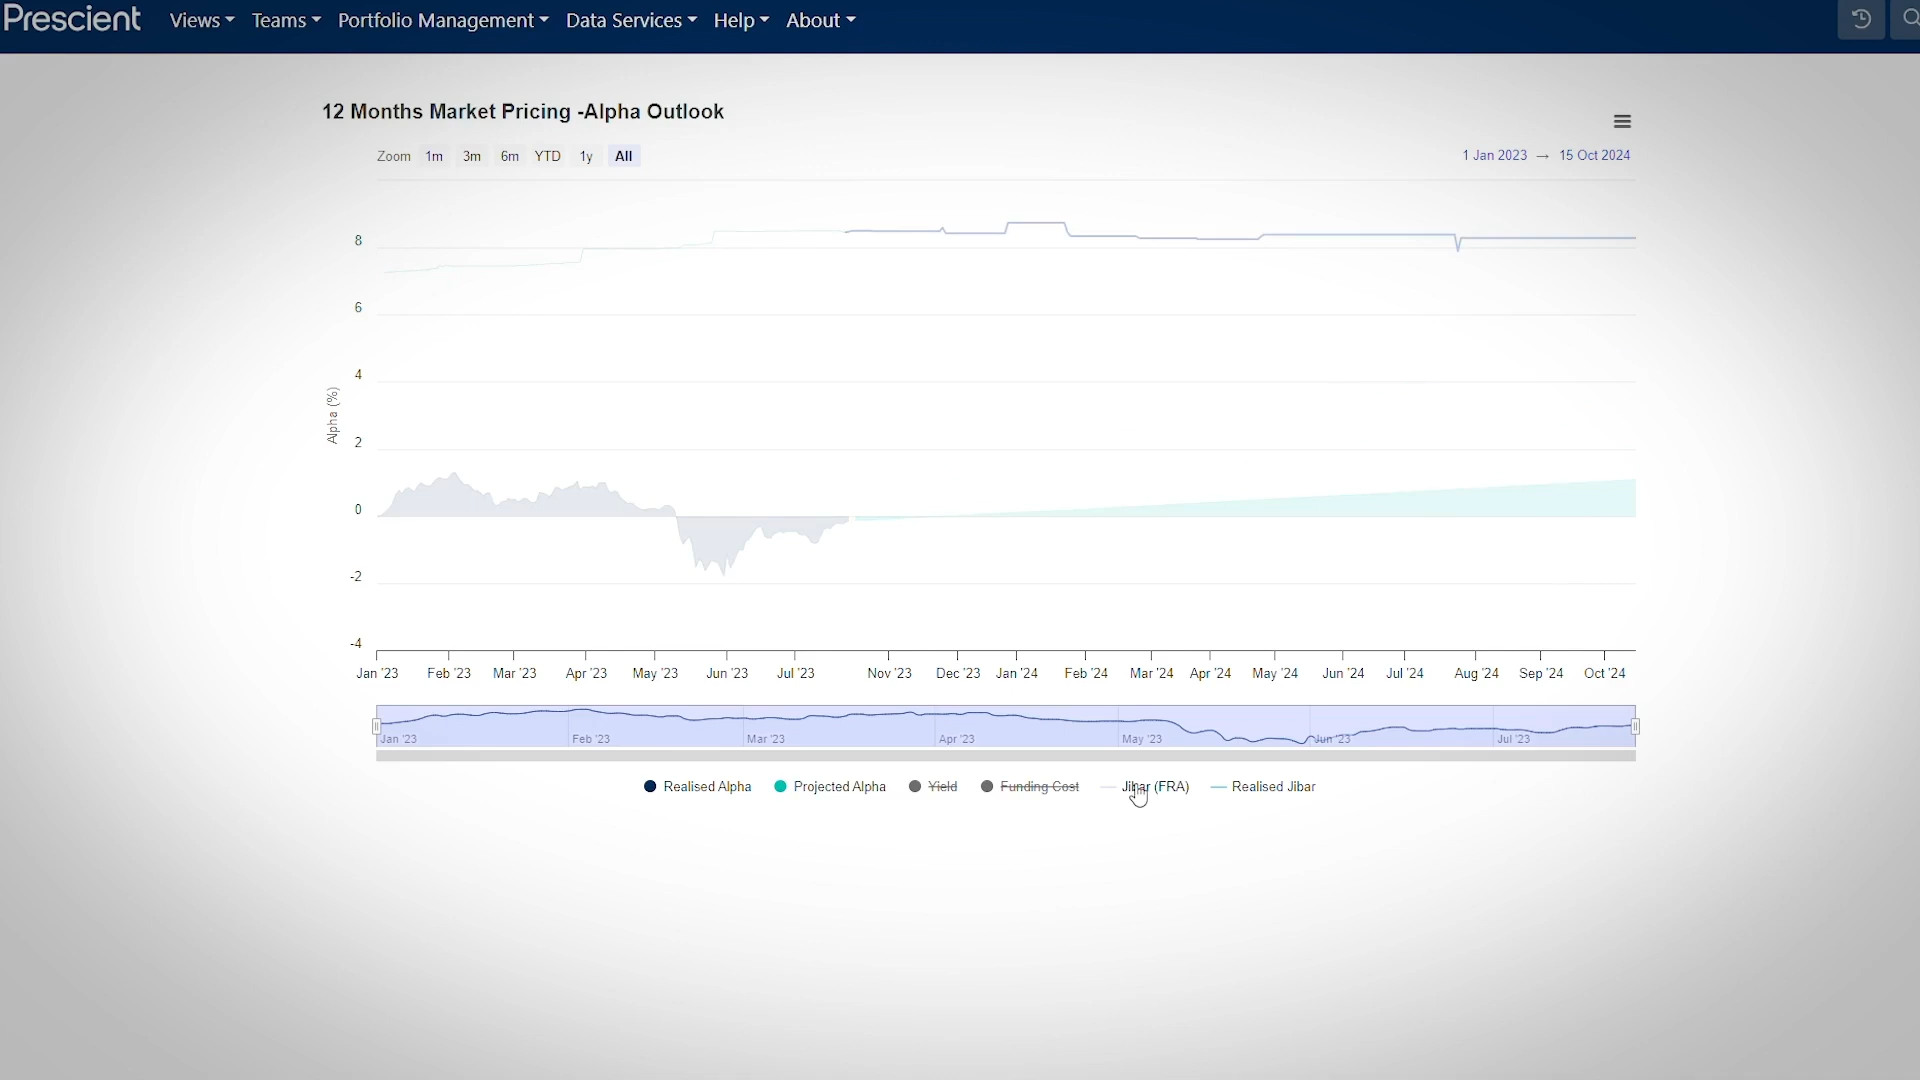 Prescient Views Teams Portfolio Management Data Services Help About
12 Months Market Pricing -Alpha Outlook
Zoom 1m 3m 6m YTD 1y All 1 Jan 2023 → 15 Oct 2024
8
6
4
2
0
-2
-4
Alpha (%)
Jan '23 Feb '23 Mar '23 Apr '23 May '23 Jun '23 Jul '23 Nov '23 Dec '23 Jan '24 Feb '24 Mar '24 Apr '24 May '24 Jun '24 Jul '24 Aug '24 Sep '24 Oct '24
Jan '23 Feb '23 Mar '23 Apr '23 May '23 Jun '23 Jul '23
Realised Alpha Projected Alpha Yield Funding Cost Jibar (FRA) Realised Jibar